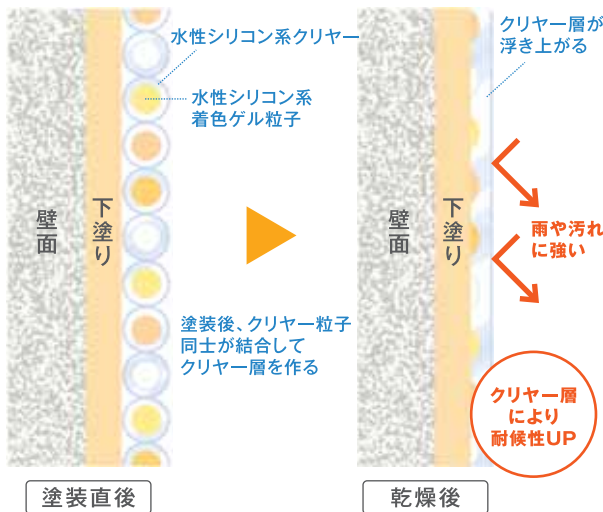 水性シリコン系クリヤー
水性シリコン系
着色ゲル粒子
壁面
下塗り
塗装後、クリヤー粒子
同士が結合して
クリヤー層を作る
塗装直後
クリヤー層が
浮き上がる
壁面
下塗り
雨や汚れ
に強い
クリヤー層
により
耐候性UP
乾燥後